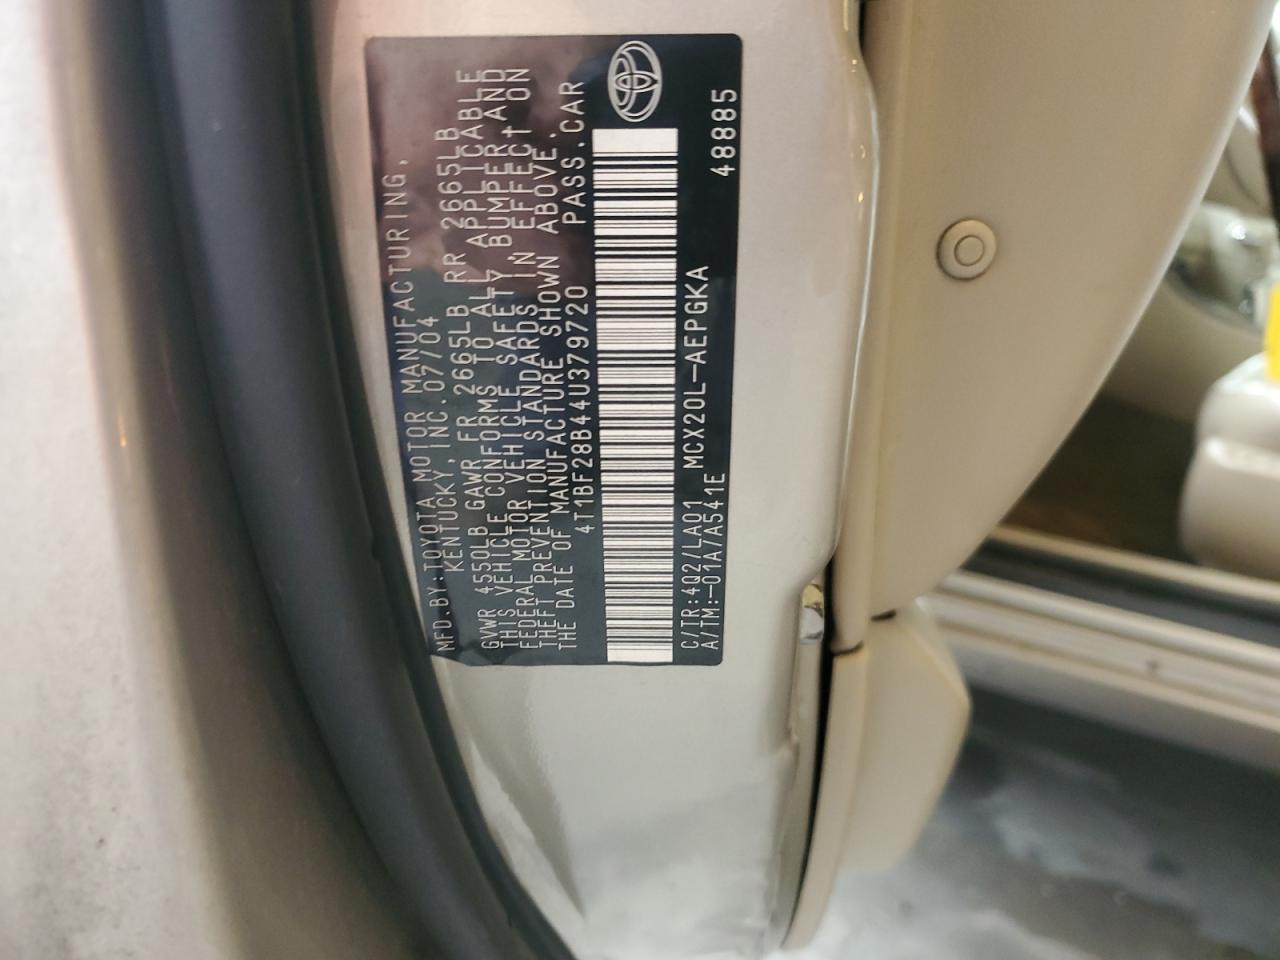 MFD.BY:TOYOTA MOTOR MANUFACTURING,
KENTUCKY, INC. 07/04
GVWR 4550LB GAWR FR 2665LB RR 2665LB
THIS VEHICLE CONFORMS TO ALL APPLICABLE
FEDERAL MOTOR VEHICLE SAFETY, BUMPER, AND
THEFT PREVENTION STANDARDS IN EFFECT ON
THE DATE OF MANUFACTURE SHOWN ABOVE.
4T1BF28B44U379720 PASS.CAR
C/TR:4Q2/LA01 MCX20L-AEPGKA
A/TM:-01A/A541E 48885